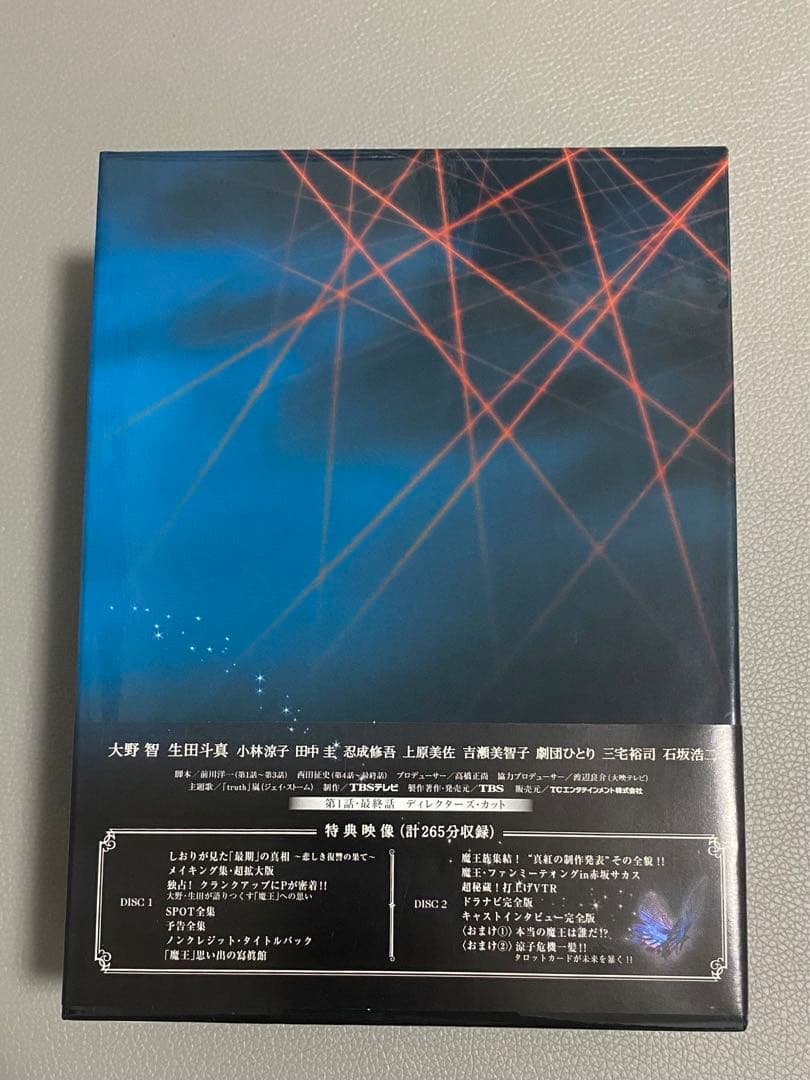 大野 智 生田斗真 小林涼子 田中 圭 忍成修吾 上原美佐 吉瀬美智子 劇団ひとり 三宅裕司 石坂浩二
脚本／前川洋一(第1話〜第3話) 西田征史(第4話〜最終話) プロデューサー／高橋正尚 協力プロデューサー／渡辺良介(大映テレビ)
主題歌／「truth」嵐(ジェイ・ストーム) 制作／TBSテレビ 製作著作・発売元／TBS 販売元／TCエンタテインメント株式会社
第1話・最終話 ディレクターズ・カット
特典映像(計265分収録)
DISC 1
しおりが見た「最期」の真相 〜悲しき復讐の果て〜
メイキング集・超拡大版
独占! クランクアップにPが密着!!
大野・生田が語りつくす「魔王」への思い
SPOT全集
予告全集
ノンクレジット・タイトルバック
「魔王」思い出の寫眞館
DISC 2
魔王族集結! “真紅の制作発表”その全貌!!
魔王・ファンミーティングin赤坂サカス
超秘蔵! 打上げVTR
ドラナビ完全版
キャストインタビュー完全版
〈おまけ①〉本当の魔王は誰だ!?
〈おまけ②〉涼子危機一髪!!
タロットカードが未来を暴く!!